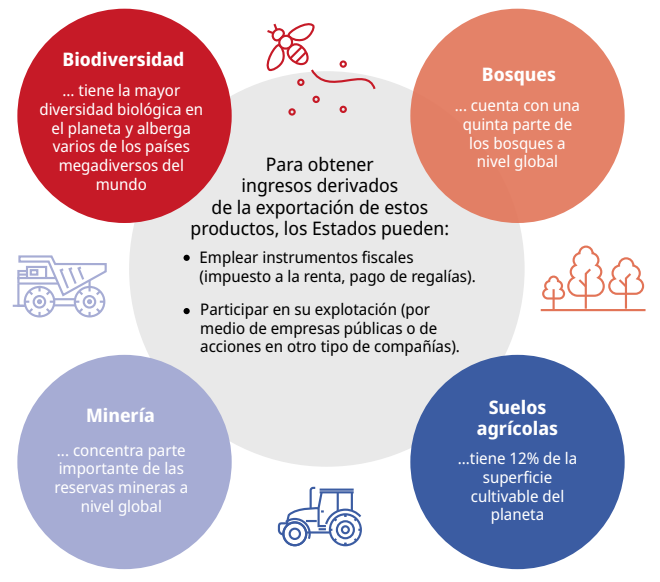 Biodiversidad
... tiene la mayor
diversidad biológica en
el planeta y alberga
varios de los países
megadiversos del
mundo
Bosques
... cuenta con una
quinta parte de
los bosques a
nivel global
Para obtener
ingresos derivados
de la exportación de estos
productos, los Estados pueden:
• Emplear instrumentos fiscales
(impuesto a la renta, pago de regalías).
• Participar en su explotación (por
medio de empresas públicas o de
acciones en otro tipo de compañías).
Minería
... concentra parte
importante de las
reservas mineras a
nivel global
Suelos
agrícolas
...tiene 12% de la
superficie
cultivable del
planeta